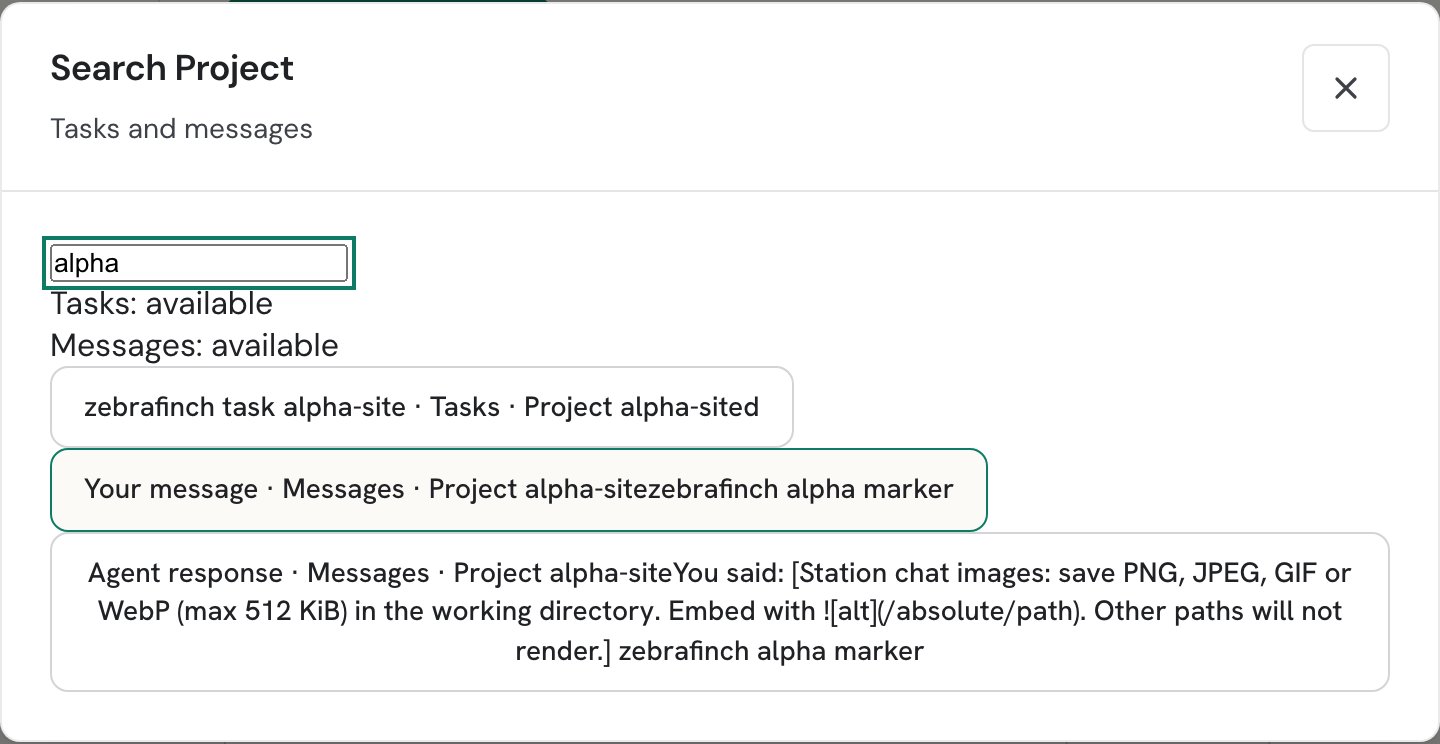 Search Project
Tasks and messages
alpha
Tasks: available
Messages: available
zebrafinch task alpha-site · Tasks · Project alpha-sited
Your message · Messages · Project alpha-sitezebrafinch alpha marker
Agent response · Messages · Project alpha-siteYou said: [Station chat images: save PNG, JPEG, GIF or
WebP (max 512 KiB) in the working directory. Embed with ![alt](/absolute/path). Other paths will not
render.] zebrafinch alpha marker